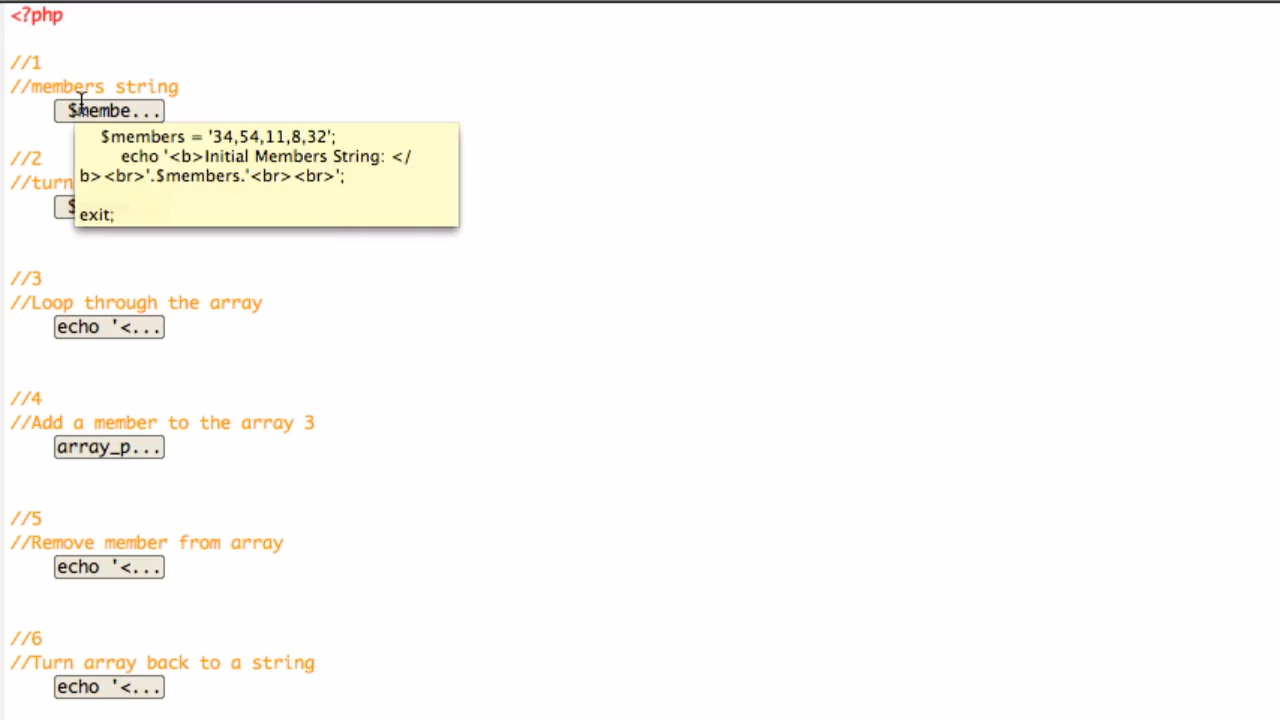 <?php
//1
//members string
$membe...
$members = '34,54,11,8,32';
echo '<b>Initial Members String: </
b><br>'.$members.'<br><br>';
exit;
//2
//turn
$
//3
//Loop through the array
echo '<...
//4
//Add a member to the array 3
array_p...
//5
//Remove member from array
echo '<...
//6
//Turn array back to a string
echo '<...